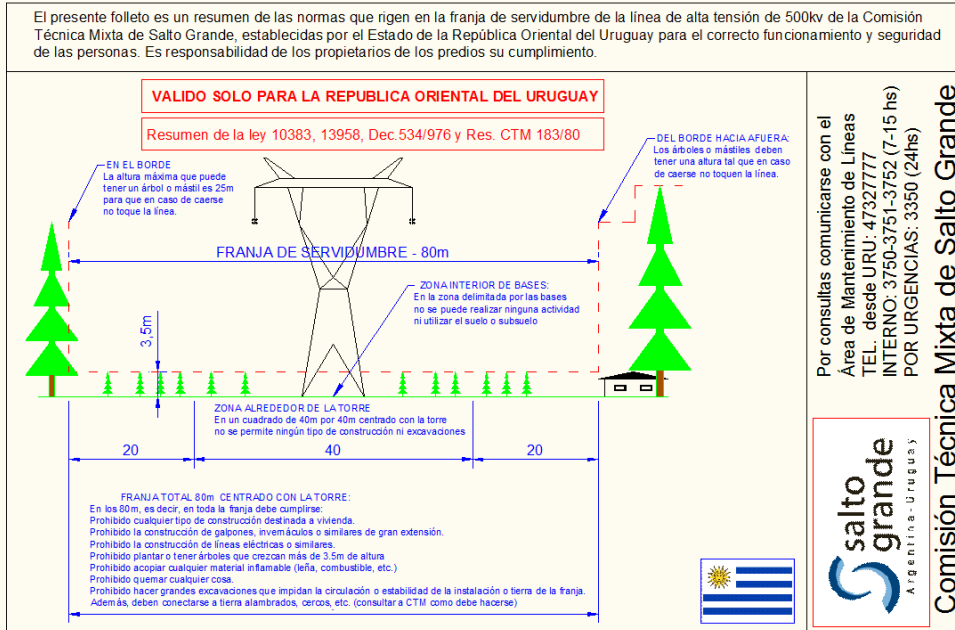 El presente folleto es un resumen de las normas que rigen en la franja de servidumbre de la línea de alta tensión de 500kv de la Comisión
Técnica Mixta de Salto Grande, establecidas por el Estado de la República Oriental del Uruguay para el correcto funcionamiento y seguridad
de las personas. Es responsabilidad de los propietarios de los predios su cumplimiento.
VALIDO SOLO PARA LA REPUBLICA ORIENTAL DEL URUGUAY
Resumen de la ley 10383, 13958, Dec.534/976 y Res. CTM 183/80
EN EL BORDE
La altura máxima que puede
tener un árbol o mástil es 25m
para que en caso de caerse
no toque la línea.
DEL BORDE HACIA AFUERA:
Los árboles o mástiles deben
tener una altura tal que en caso
de caerse no toquen la línea.
FRANJA DE SERVIDUMBRE - 80m
ZONA INTERIOR DE BASES:
En la zona delimitada por las bases
no se puede realizar ninguna actividad
ni utilizar el suelo o subsuelo
3,5m
ZONA ALREDEDOR DE LA TORRE
En un cuadrado de 40m por 40m centrado con la torre
no se permite ningún tipo de construcción ni excavaciones
20
40
20
FRANJA TOTAL 80m CENTRADO CON LA TORRE:
En los 80m, es decir, en toda la franja debe cumplirse:
Prohibido cualquier tipo de construcción destinada a vivienda.
Prohibido la construcción de galpones, invernáculos o similares de gran extensión.
Prohibido la construcción de líneas eléctricas o similares.
Prohibido plantar o tener árboles que crezcan más de 3.5m de altura
Prohibido acopiar cualquier material inflamable (leña, combustible, etc.)
Prohibido quemar cualquier cosa.
Prohibido hacer grandes excavaciones que impidan la circulación o estabilidad de la instalación o tierra de la franja.
Además, deben conectarse a tierra alambrados, cercos, etc. (consultar a CTM como debe hacerse)
Por consultas comunicarse con el
Área de Mantenimiento de Líneas
TEL. desde URU: 47327777
INTERNO: 3750-3751-3752 (7-15 hs)
POR URGENCIAS: 3350 (24hs)
salto
grande
Argentina - Uruguay
Comisión Técnica Mixta de Salto Grande